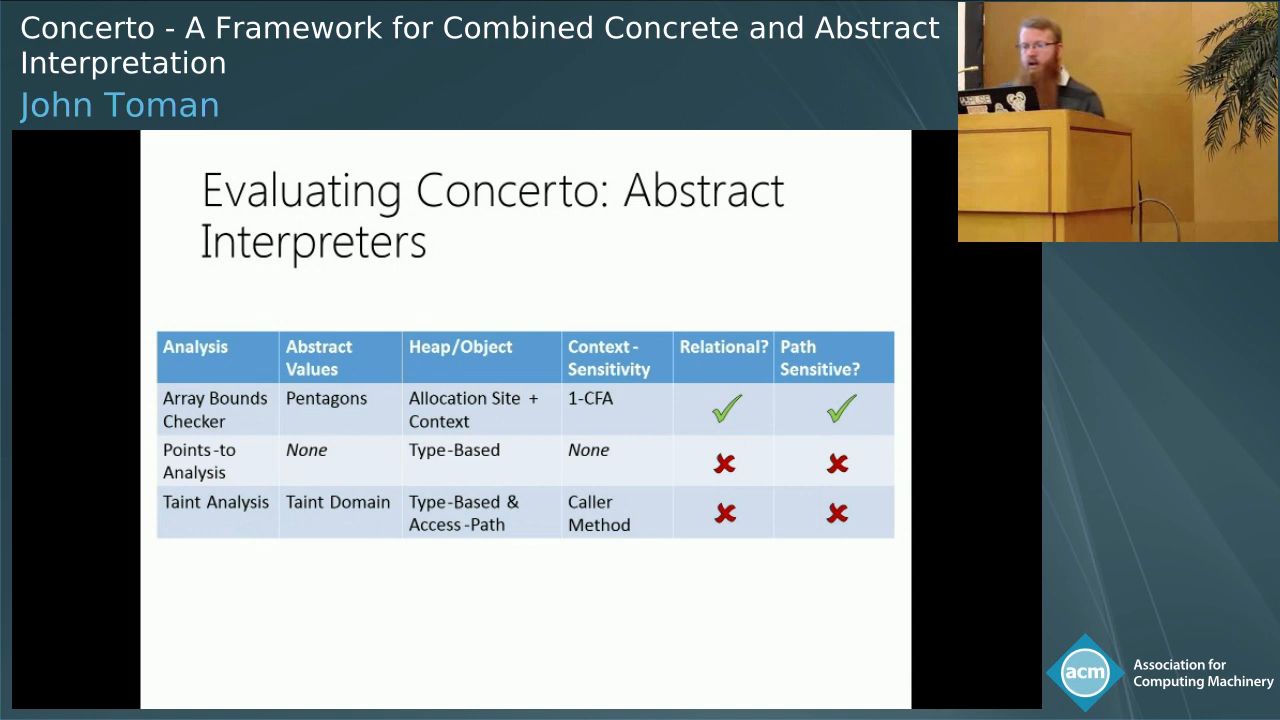 Concerto - A Framework for Combined Concrete and Abstract
Interpretation
John Toman
Evaluating Concerto: Abstract
Interpreters
Analysis
Abstract
Values
Heap/Object
Context-
Sensitivity
Relational?
Path
Sensitive?
Array Bounds
Checker
Pentagons
Allocation Site +
Context
1-CFA
Points-to
Analysis
None
Type-Based
None
Taint Analysis
Taint Domain
Type-Based &
Access-Path
Caller
Method
acm
Association for
Computing Machinery